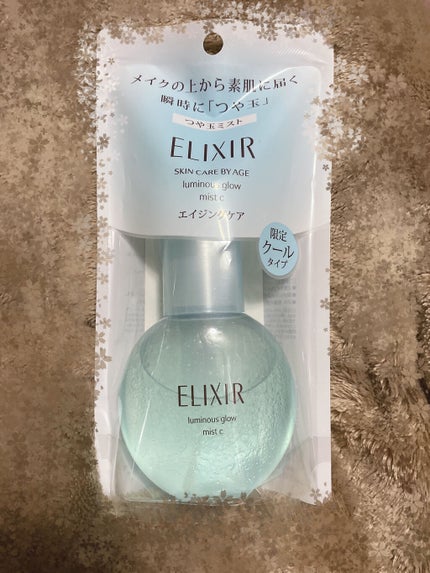 メイクの上から素肌に届く
瞬時に「つや玉」
つや玉ミスト
ELIXIR
SKIN CARE BY AGE
luminous glow
mist c
エイジングケア
限定
クール
タイプ
ELIXIR
luminous glow
mist c